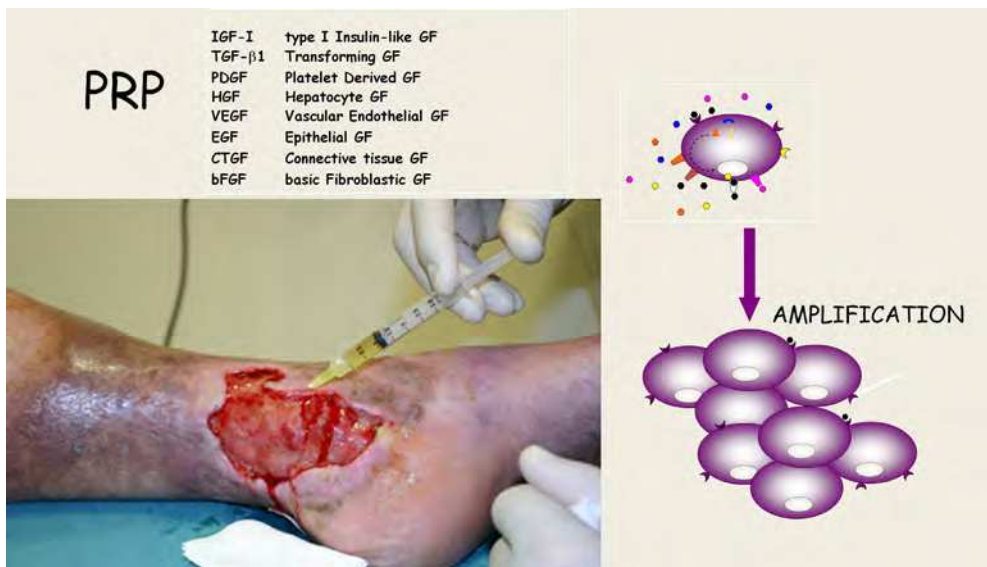 PRP
IGF-I type I Insulin-like GF
TGF-β1 Transforming GF
PDGF Platelet Derived GF
HGF Hepatocyte GF
VEGF Vascular Endothelial GF
EGF Epithelial GF
CTGF Connective tissue GF
bFGF basic Fibroblastic GF
AMPLIFICATION